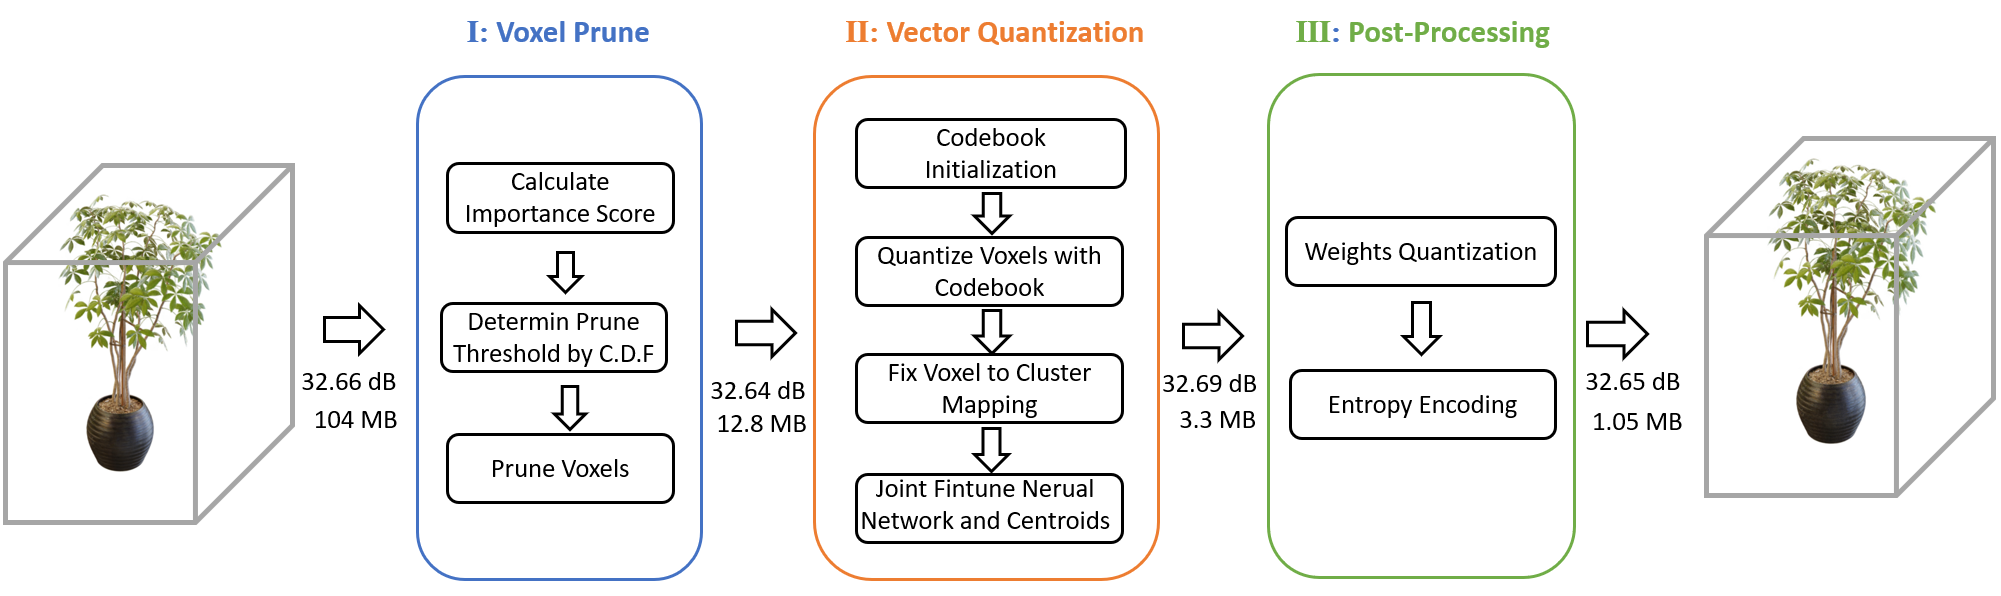 I: Voxel Prune
Calculate
Importance Score
Determin Prune
Threshold by C.D.F
Prune Voxels
II: Vector Quantization
Codebook
Initialization
Quantize Voxels with
Codebook
Fix Voxel to Cluster
Mapping
Joint Fintune Nerual
Network and Centroids
III: Post-Processing
Weights Quantization
Entropy Encoding
32.66 dB
104 MB
32.64 dB
12.8 MB
32.69 dB
3.3 MB
32.65 dB
1.05 MB